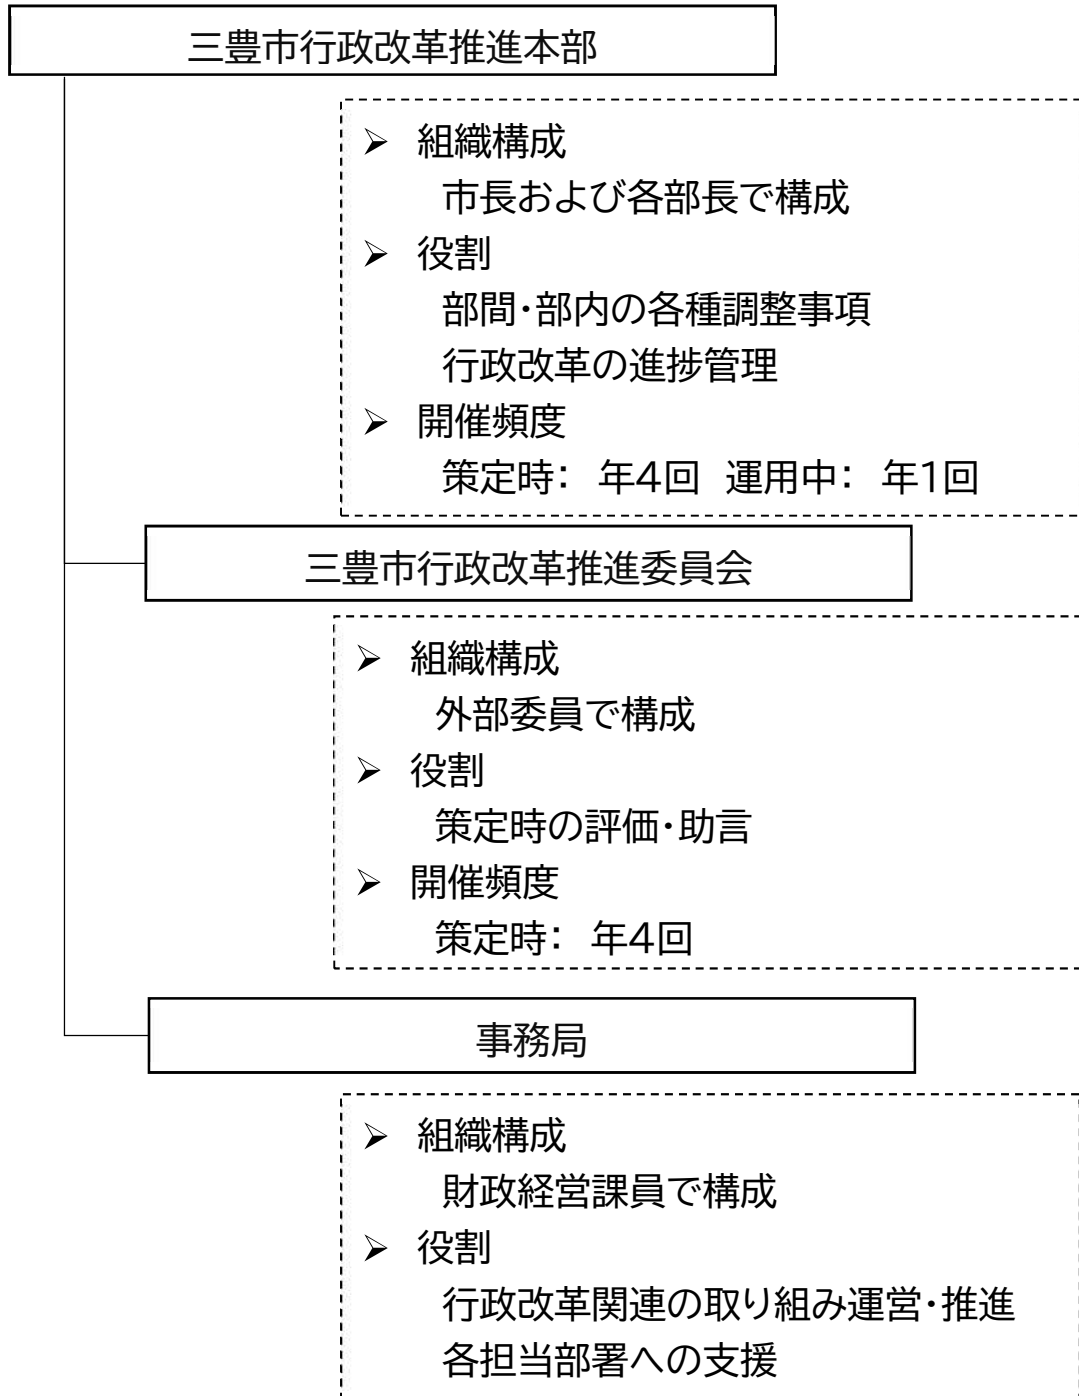 三豊市行政改革推進本部
➢ 組織構成
市長および各部長で構成
➢ 役割
部間・部内の各種調整事項
行政改革の進捗管理
➢ 開催頻度
策定時： 年4回 運用中： 年1回
三豊市行政改革推進委員会
➢ 組織構成
外部委員で構成
➢ 役割
策定時の評価・助言
➢ 開催頻度
策定時： 年4回
事務局
➢ 組織構成
財政経営課員で構成
➢ 役割
行政改革関連の取り組み運営・推進
各担当部署への支援